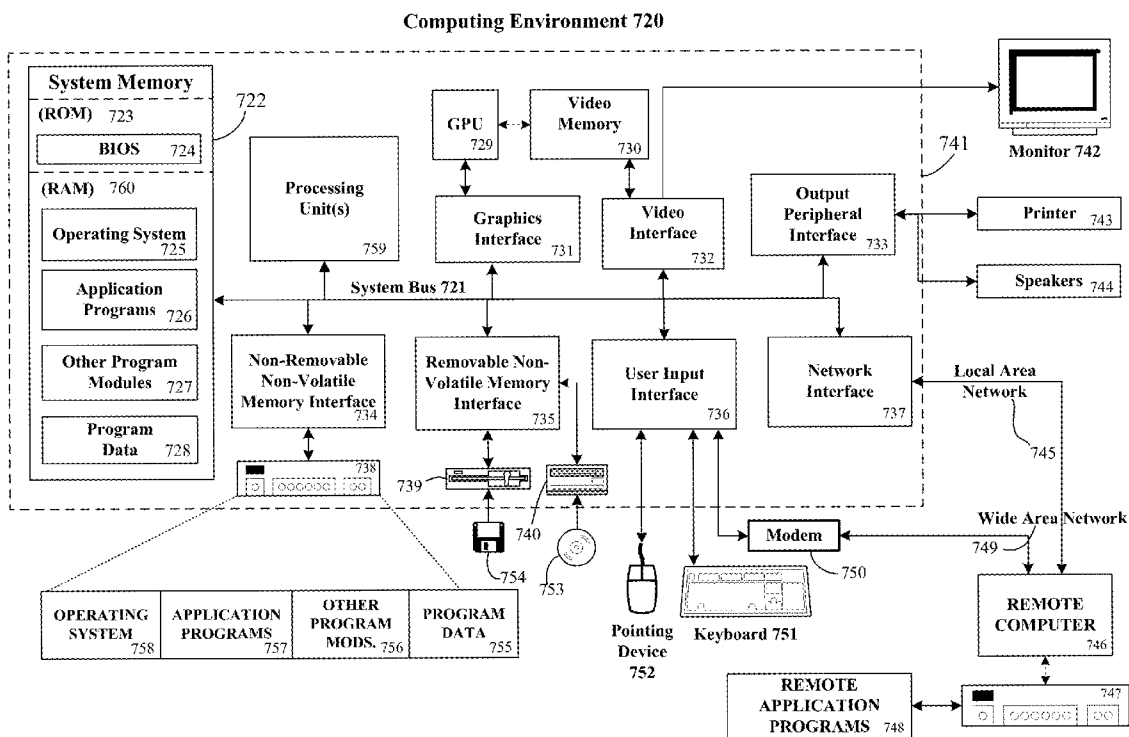 Computing Environment 720
System Memory
(ROM) 723
BIOS 724
(RAM) 760
Operating System
725
Application
Programs 726
Other Program
Modules 727
Program
Data 728
722
Processing
Unit(s)
759
GPU
729
Video
Memory
730
Graphics
Interface
731
Video
Interface
732
Output
Peripheral
Interface
733
741
Monitor 742
Printer
743
Speakers
744
System Bus 721
Non-Removable
Non-Volatile
Memory Interface
734
Removable Non-
Volatile Memory
Interface
735
User Input
Interface
736
Network
Interface
737
Local Area
Network
745
738
739
740
754
753
Wide Area Network
749
Modem
750
OPERATING
SYSTEM
758
APPLICATION
PROGRAMS
757
OTHER
PROGRAM
MODS. 756
PROGRAM
DATA
755
Pointing
Device
752
Keyboard 751
REMOTE
COMPUTER
746
747
REMOTE
APPLICATION
PROGRAMS 748